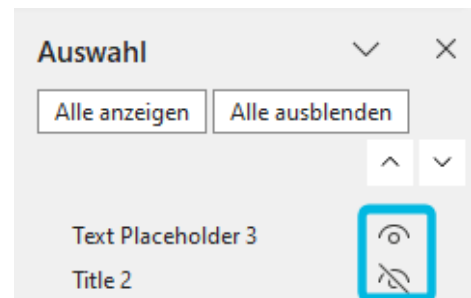 Auswahl
Alle anzeigen Alle ausblenden
Text Placeholder 3
Title 2